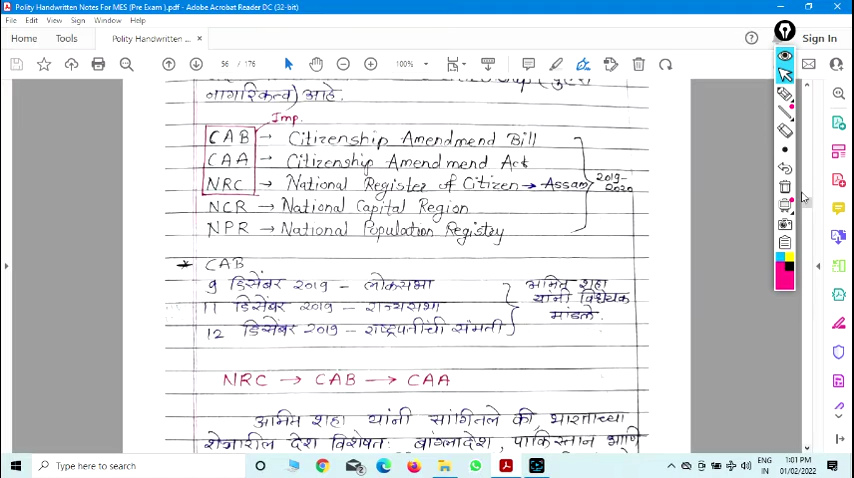 Polity Handwritten Notes for MES (Pre Exam ).pdf - Adobe Acrobat Reader DC (32-bit)
File Edit View Sign Window Help
Home Tools Polity Handwritten ... × Sign In
56 / 176 100%
नागरिकत्व) आहे.
Imp.
CAB → Citizenship Amendmend Bill
CAA → Citizenship Amendmend Act
NRC → National Register of Citizen → Assam
2019-
2020
NCR → National Capital Region
NPR → National Population Registry
* CAB
9 डिसेंबर २०१९ - लोकसभा
11 डिसेंबर २०१९ - राज्यसभा
12 डिसेंबर २०१९ - राष्ट्रपतींची संमती
अमित शहा
यांनी विधेयक
मांडले.
NRC → CAB → CAA
अमित शहा यांनी सांगितले की, भारताच्या
शेजारील देश विशेषतः बांग्लादेश, पाकिस्तान आणि
Type here to search
ENG
IN
1:01 PM
01/02/2022